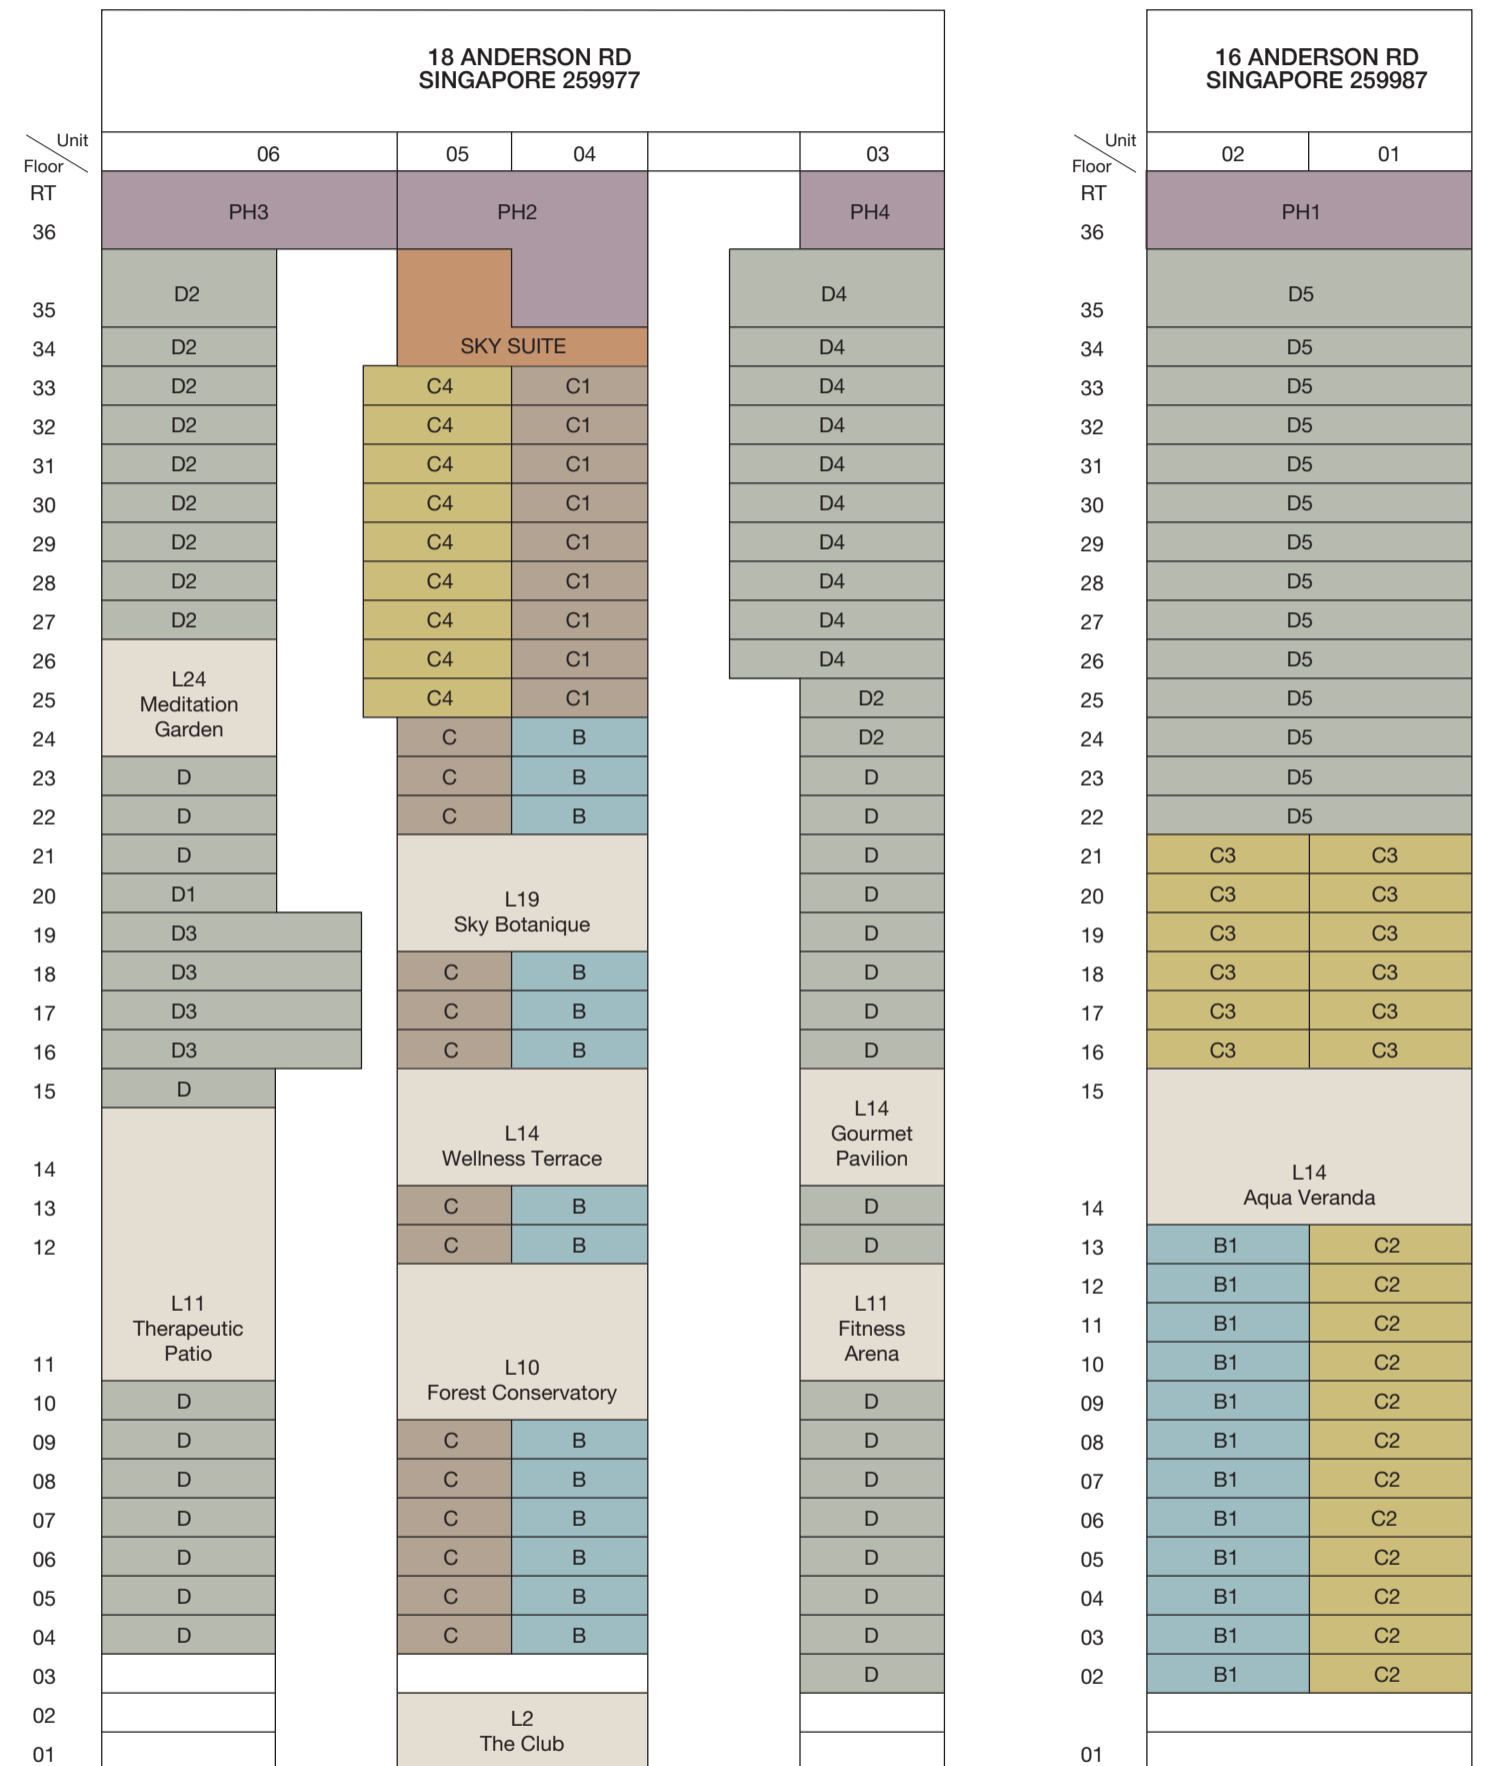 18 ANDERSON RD
SINGAPORE 259977
16 ANDERSON RD
SINGAPORE 259987
Unit
Floor
06 05 04 03
Unit
Floor
02 01
RT RT
PH3 PH2 PH4 PH1
36 36
D2 D4 D5
35 35
34 D2 SKY SUITE D4 34 D5
33 D2 C4 C1 D4 33 D5
32 D2 C4 C1 D4 32 D5
31 D2 C4 C1 D4 31 D5
30 D2 C4 C1 D4 30 D5
29 D2 C4 C1 D4 29 D5
28 D2 C4 C1 D4 28 D5
27 D2 C4 C1 D4 27 D5
26 C4 C1 D4 26 D5
L24
Meditation
Garden
25 C4 C1 D2 25 D5
24 C B D2 24 D5
23 D C B D 23 D5
22 D C B D 22 D5
21 D D 21 C3 C3
20 D1 D 20 C3 C3
L19
Sky Botanique
19 D3 D 19 C3 C3
18 D3 C B D 18 C3 C3
17 D3 C B D 17 C3 C3
16 D3 C B D 16 C3 C3
15 D 15
L14
Wellness Terrace
L14
Gourmet
Pavilion
14
L14
Aqua Veranda
13 C B D 14
12 C B D 13 B1 C2
12 B1 C2
L11
Therapeutic
Patio
L11
Fitness
Arena
11 B1 C2
11 10 B1 C2
L10
Forest Conservatory
10 D D 09 B1 C2
09 D C B D 08 B1 C2
08 D C B D 07 B1 C2
07 D C B D 06 B1 C2
06 D C B D 05 B1 C2
05 D C B D 04 B1 C2
04 D C B D 03 B1 C2
03 D 02 B1 C2
02
L2
The Club
01 01